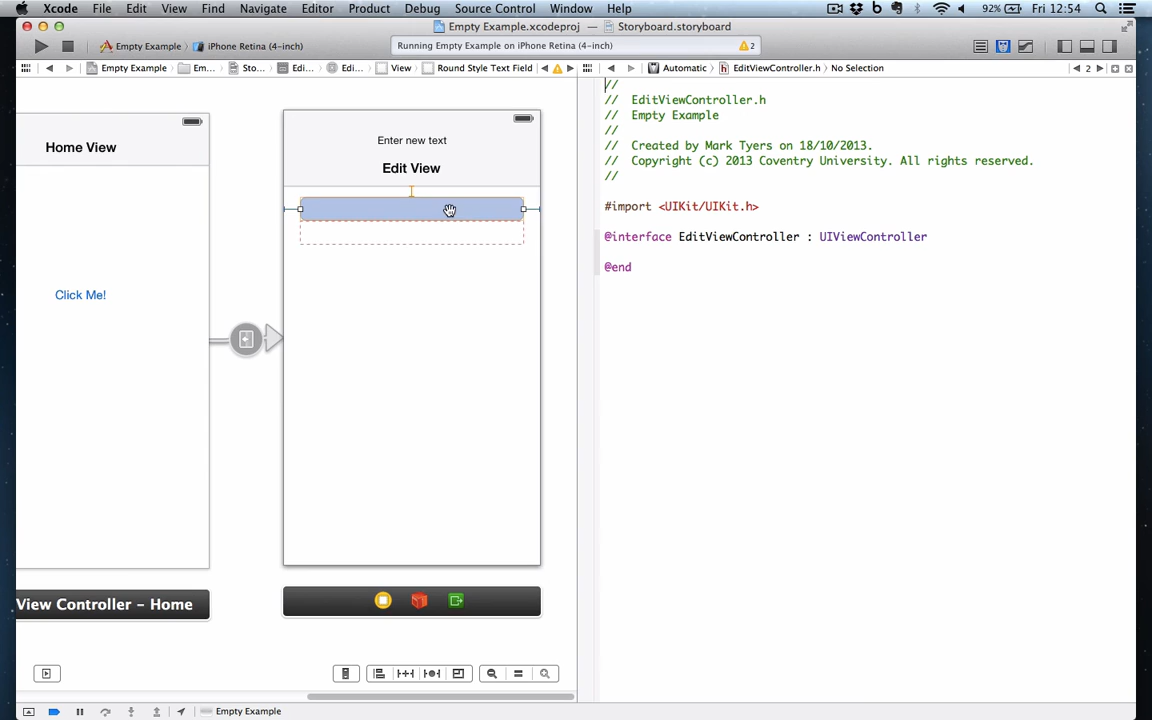 Xcode File Edit View Find Navigate Editor Product Debug Source Control Window Help 92% Fri 12:54
Empty Example.xcodeproj — Storyboard.storyboard
Empty Example iPhone Retina (4-inch) Running Empty Example on iPhone Retina (4-inch) 2
Empty Example Em... Sto... Edi... Edi... View Round Style Text Field Automatic EditViewController.h No Selection 2
Home View
Click Me!
View Controller – Home
Enter new text
Edit View
//
// EditViewController.h
// Empty Example
//
// Created by Mark Tyers on 18/10/2013.
// Copyright (c) 2013 Coventry University. All rights reserved.
//
#import <UIKit/UIKit.h>
@interface EditViewController : UIViewController
@end
Empty Example